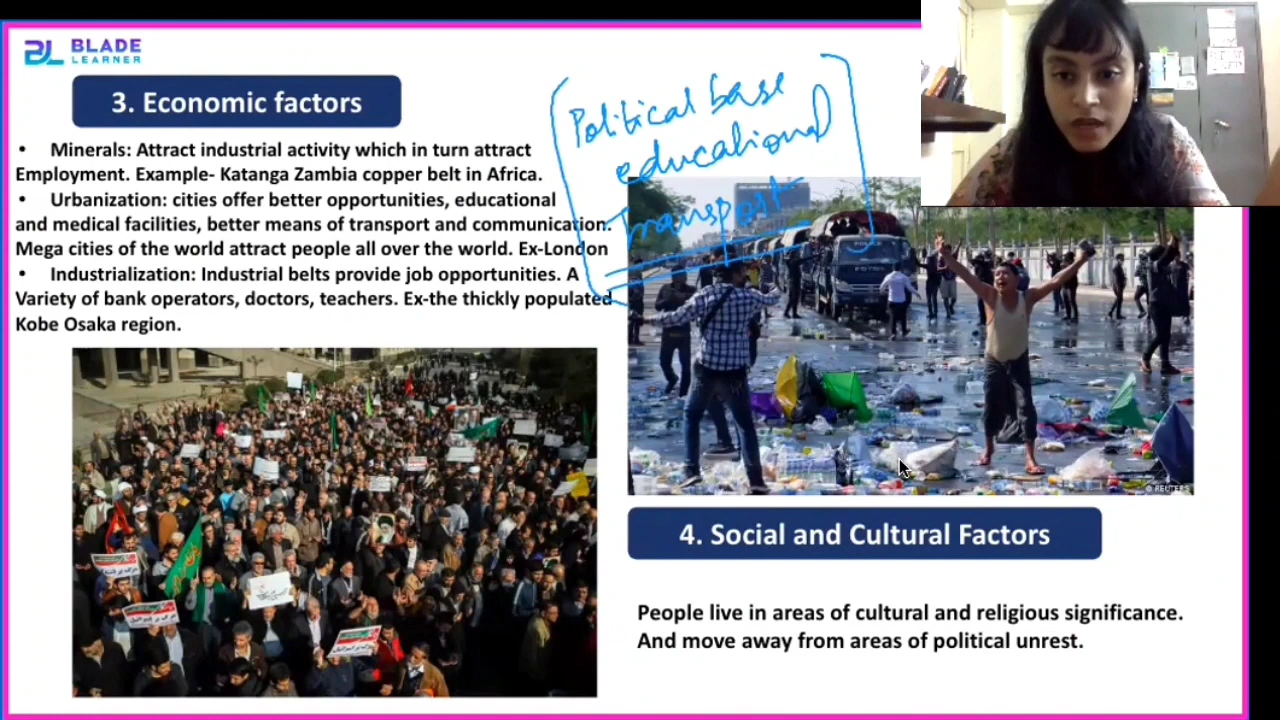 BLADE
LEARNER
3. Economic factors
• Minerals: Attract industrial activity which in turn attract
Employment. Example- Katanga Zambia copper belt in Africa.
• Urbanization: cities offer better opportunities, educational
and medical facilities, better means of transport and communication.
Mega cities of the world attract people all over the world. Ex-London
• Industrialization: Industrial belts provide job opportunities. A
Variety of bank operators, doctors, teachers. Ex-the thickly populated
Kobe Osaka region.
Political base
educational
Transport
© REUTERS
4. Social and Cultural Factors
People live in areas of cultural and religious significance.
And move away from areas of political unrest.